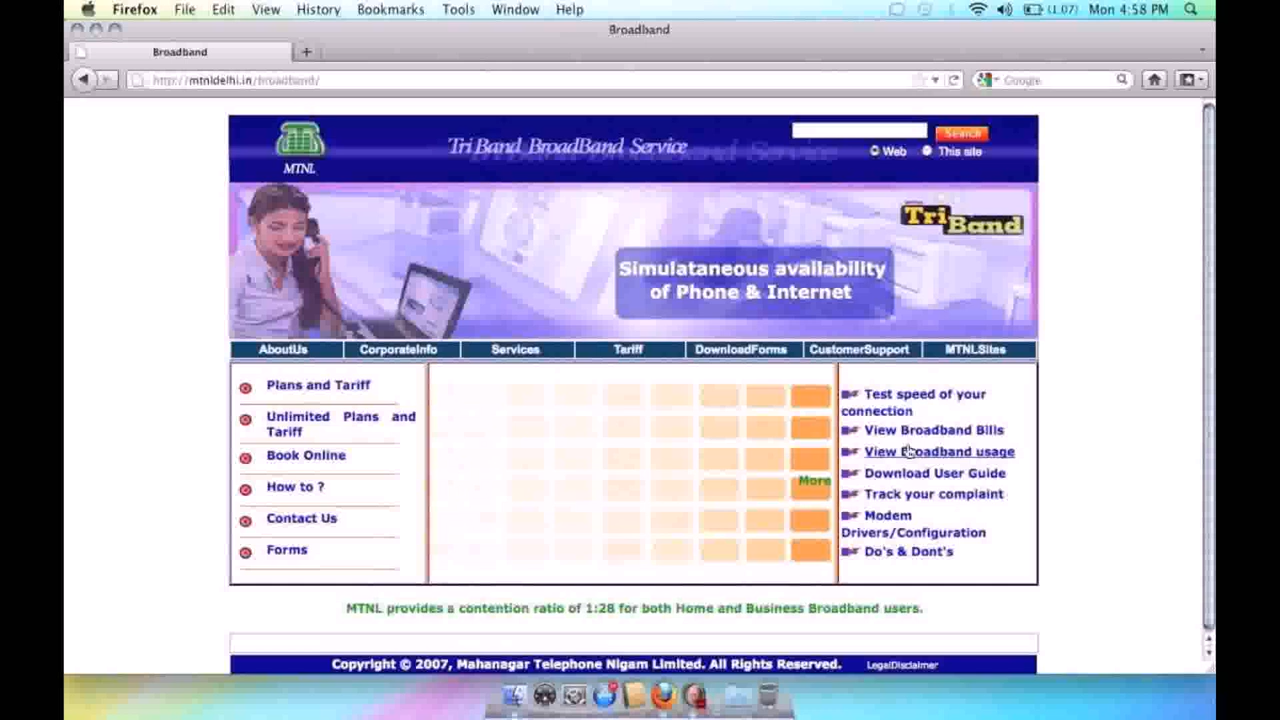 Firefox File Edit View History Bookmarks Tools Window Help (1:07) Mon 4:58 PM
Broadband
Broadband
http://mtnldelhi.in/broadband/ Google
MTNL
Tri Band BroadBand Service
Search
Web This site
Tri Band
Simulataneous availability
of Phone & Internet
AboutUs CorporateInfo Services Tariff DownloadForms CustomerSupport MTNLSites
Plans and Tariff
Unlimited Plans and
Tariff
Book Online
How to ?
Contact Us
Forms
More
Test speed of your
connection
View Broadband Bills
View Broadband usage
Download User Guide
Track your complaint
Modem
Drivers/Configuration
Do's & Dont's
MTNL provides a contention ratio of 1:28 for both Home and Business Broadband users.
Copyright © 2007, Mahanagar Telephone Nigam Limited. All Rights Reserved. LegalDisclaimer